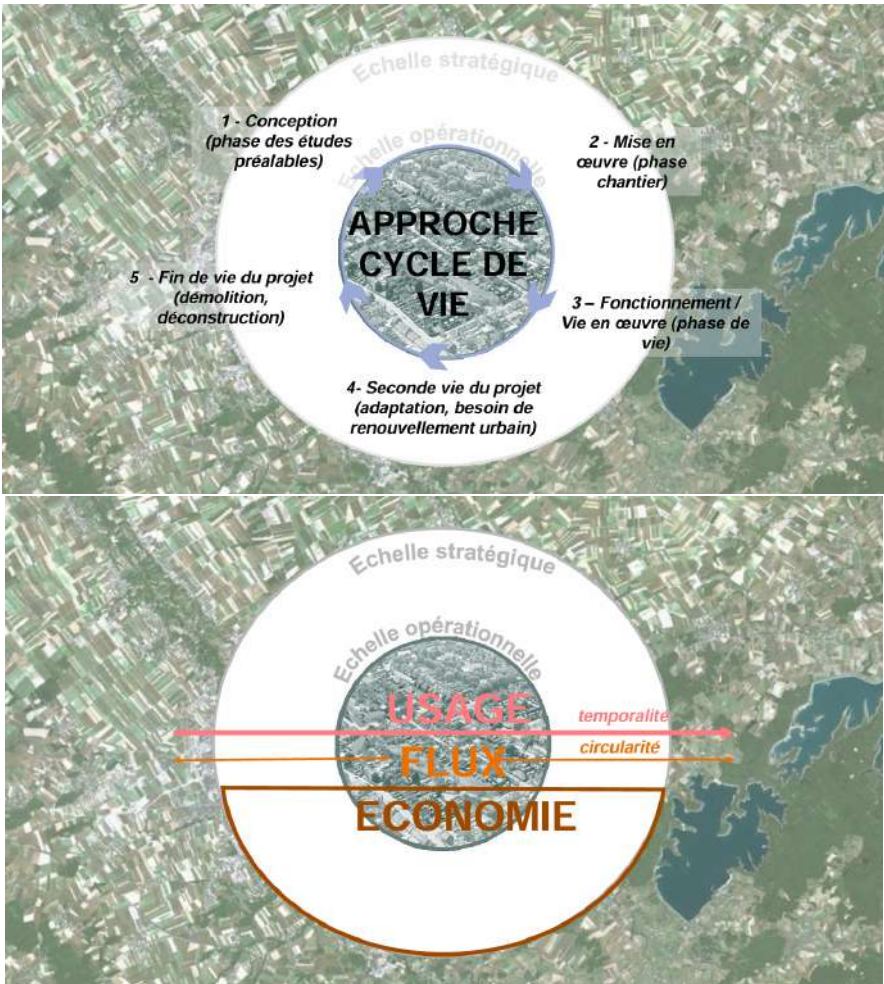 Echelle stratégique
1 - Conception
(phase des études
préalables)
Echelle opérationnelle
2 - Mise en
œuvre (phase
chantier)
APPROCHE
CYCLE DE
VIE
5 - Fin de vie du projet
(démolition,
déconstruction)
3 – Fonctionnement /
Vie en œuvre (phase de
vie)
4- Seconde vie du projet
(adaptation, besoin de
renouvellement urbain)
Echelle stratégique
Echelle opérationnelle
USAGE
temporalité
FLUX
circularité
ECONOMIE